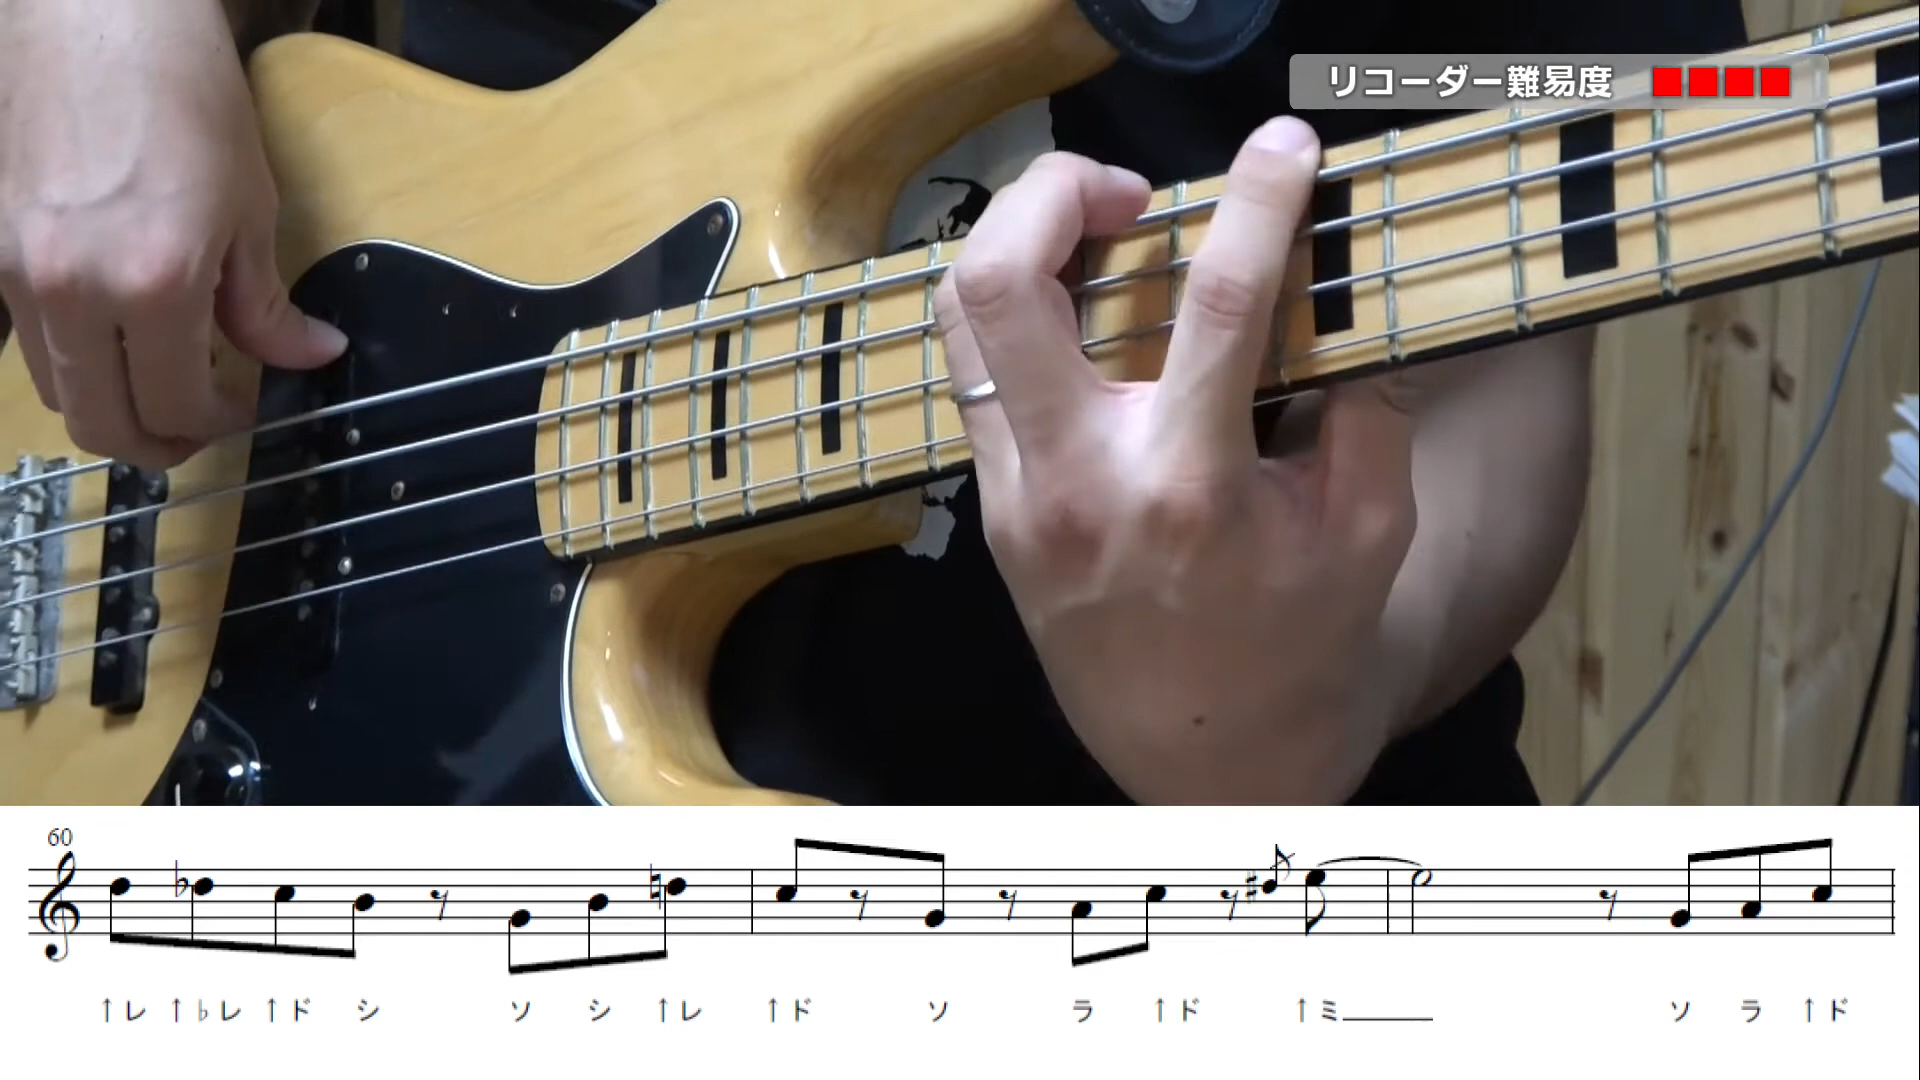 リコーダー難易度
60
↑レ ↑♭レ ↑ド シ ソ シ ↑レ ↑ド ソ ラ ↑ド ↑ミ ソ ラ ↑ド